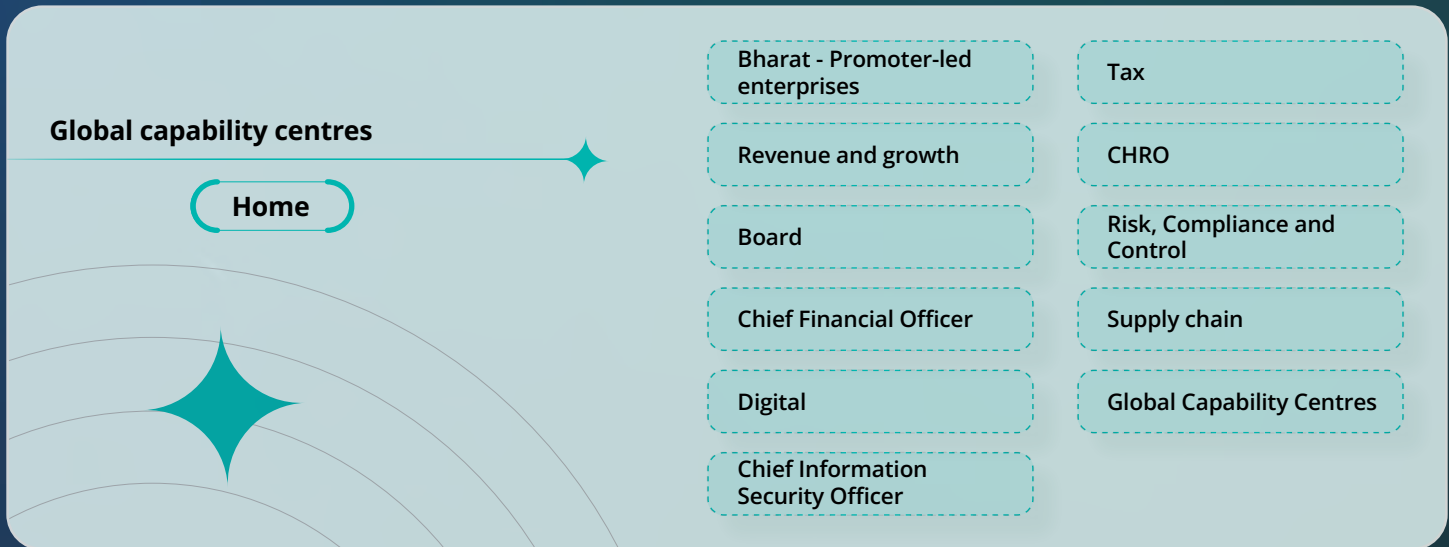 Global capability centres
Home
Bharat - Promoter-led
enterprises
Revenue and growth
Board
Chief Financial Officer
Digital
Chief Information
Security Officer
Tax
CHRO
Risk, Compliance and
Control
Supply chain
Global Capability Centres